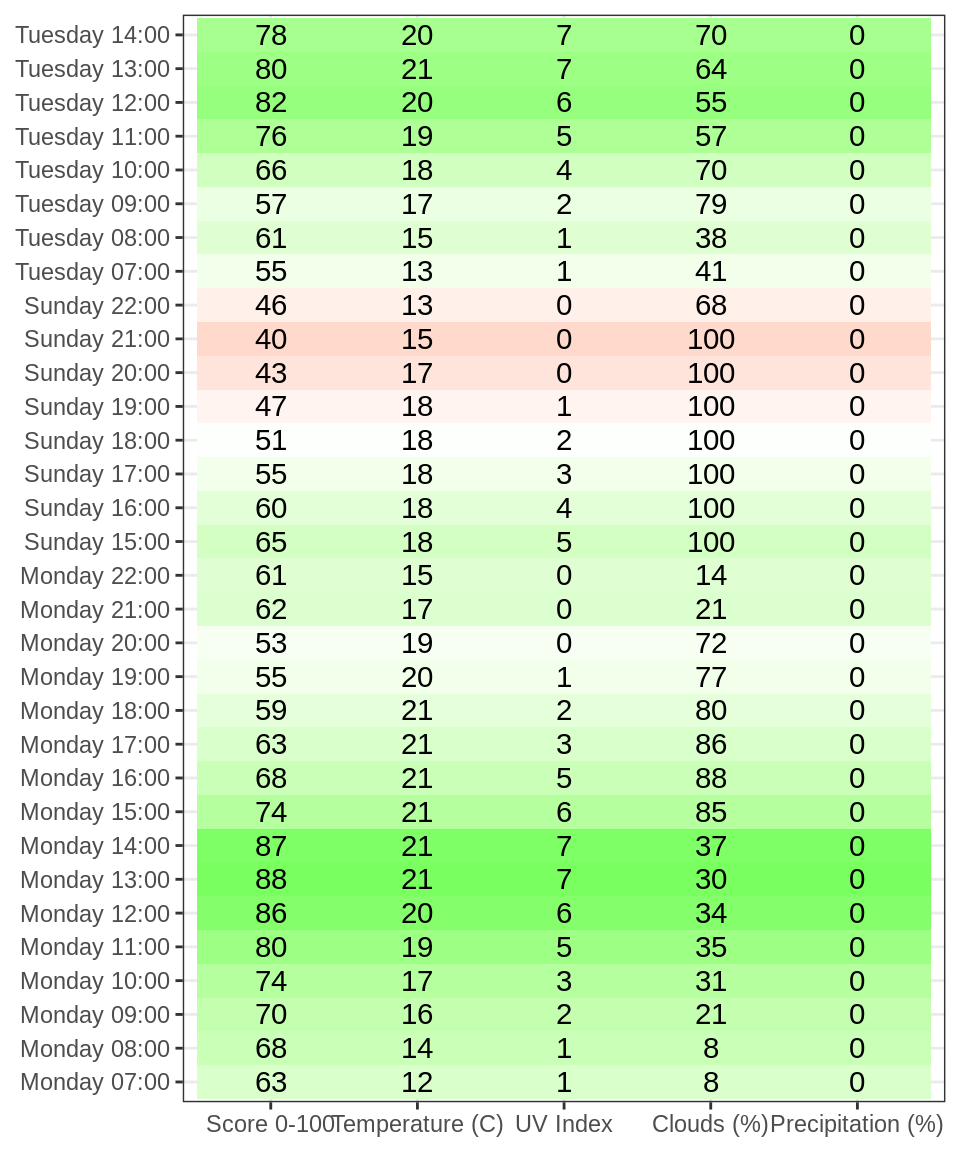 Tuesday 14:00 78 20 7 70 0
Tuesday 13:00 80 21 7 64 0
Tuesday 12:00 82 20 6 55 0
Tuesday 11:00 76 19 5 57 0
Tuesday 10:00 66 18 4 70 0
Tuesday 09:00 57 17 2 79 0
Tuesday 08:00 61 15 1 38 0
Tuesday 07:00 55 13 1 41 0
Sunday 22:00 46 13 0 68 0
Sunday 21:00 40 15 0 100 0
Sunday 20:00 43 17 0 100 0
Sunday 19:00 47 18 1 100 0
Sunday 18:00 51 18 2 100 0
Sunday 17:00 55 18 3 100 0
Sunday 16:00 60 18 4 100 0
Sunday 15:00 65 18 5 100 0
Monday 22:00 61 15 0 14 0
Monday 21:00 62 17 0 21 0
Monday 20:00 53 19 0 72 0
Monday 19:00 55 20 1 77 0
Monday 18:00 59 21 2 80 0
Monday 17:00 63 21 3 86 0
Monday 16:00 68 21 5 88 0
Monday 15:00 74 21 6 85 0
Monday 14:00 87 21 7 37 0
Monday 13:00 88 21 7 30 0
Monday 12:00 86 20 6 34 0
Monday 11:00 80 19 5 35 0
Monday 10:00 74 17 3 31 0
Monday 09:00 70 16 2 21 0
Monday 08:00 68 14 1 8 0
Monday 07:00 63 12 1 8 0
Score 0-100 Temperature (C) UV Index Clouds (%) Precipitation (%)